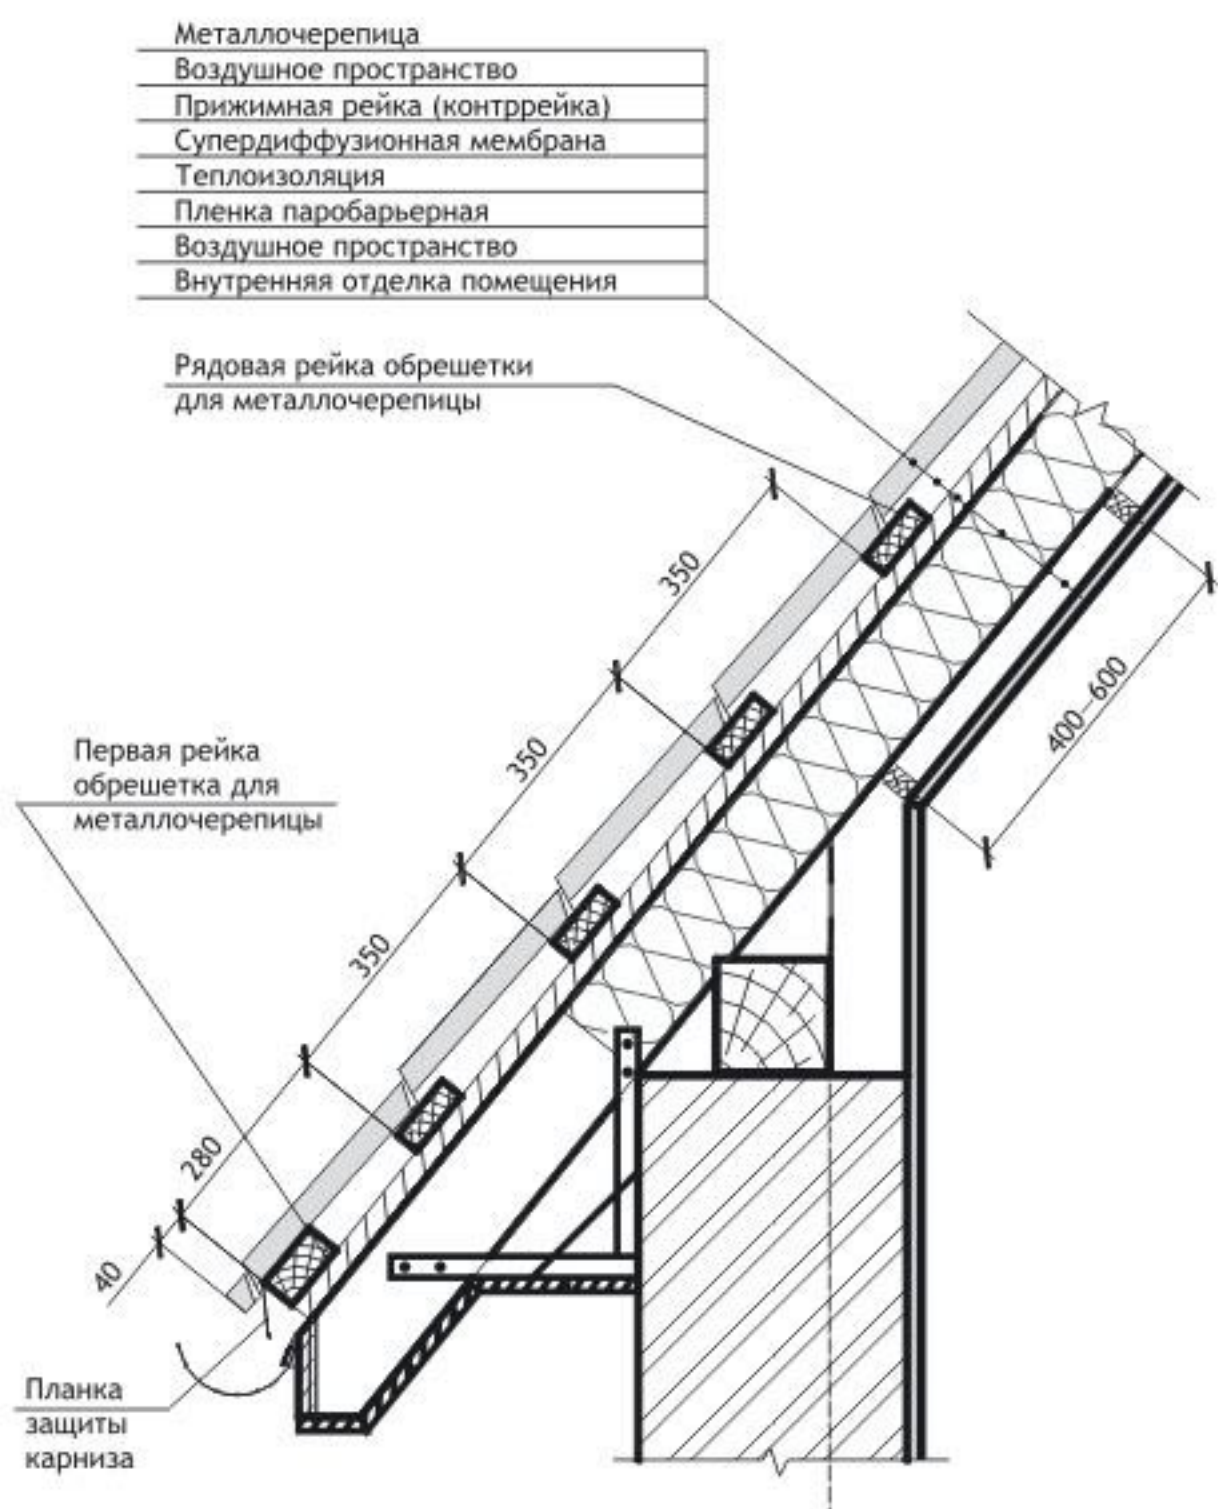 Металлочерепица
Воздушное пространство
Прижимная рейка (контррейка)
Супердиффузионная мембрана
Теплоизоляция
Пленка паробарьерная
Воздушное пространство
Внутренняя отделка помещения
Рядовая рейка обрешетки
для металлочерепицы
350
400–600
350
Первая рейка
обрешетка для
металлочерепицы
350
280
40
Планка
защиты
карниза